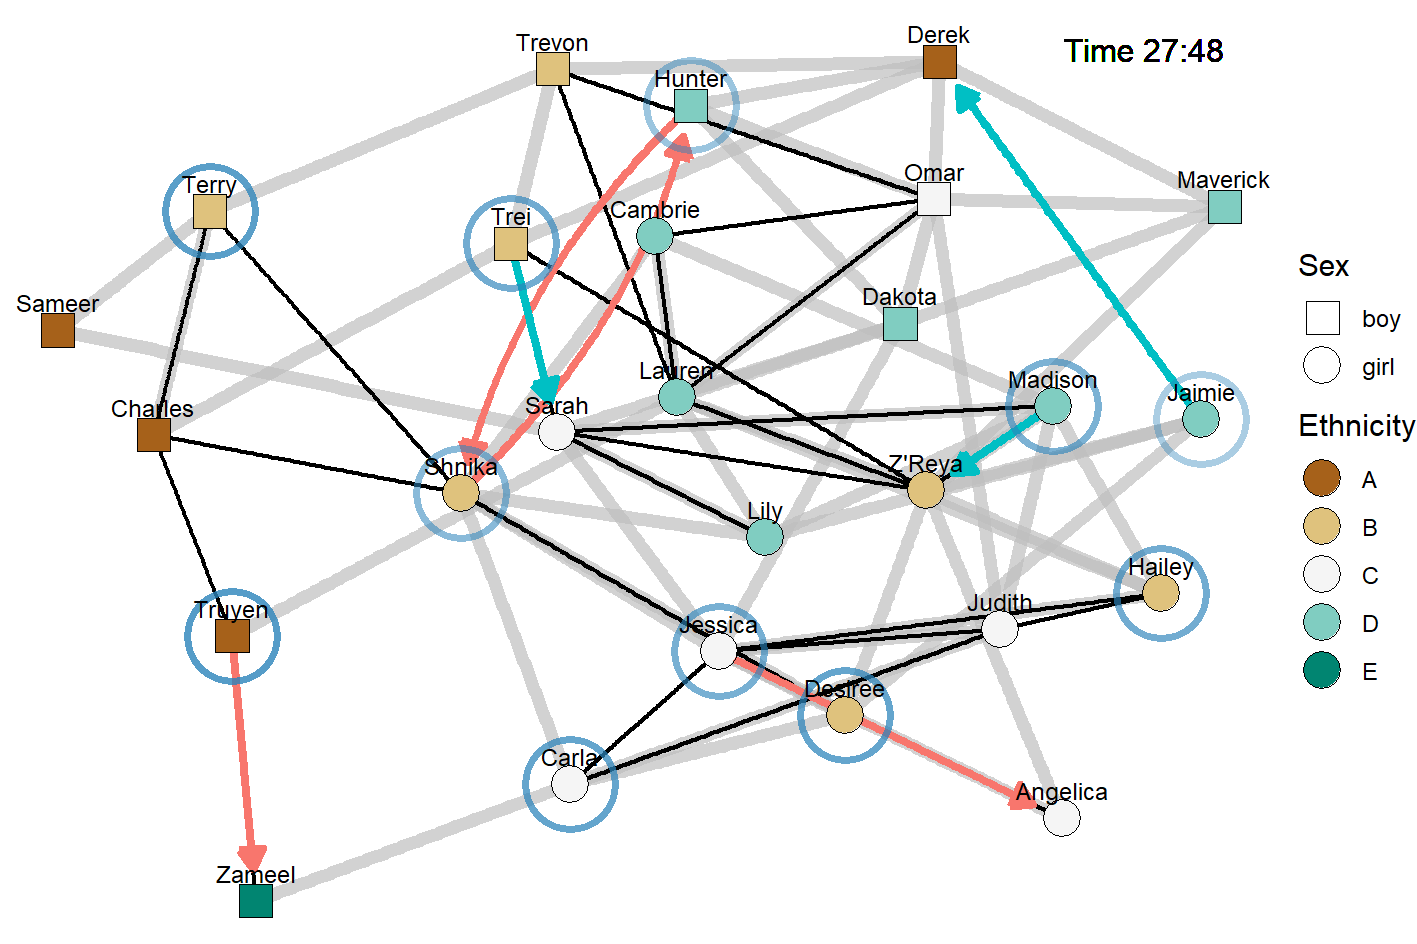 Trevon
Derek
Time 27:48
Hunter
Terry
Omar
Maverick
Trei
Cambrie
Sex
Sameer
Dakota
boy
girl
Lauren
Madison
Jaimie
Charles
Sarah
Ethnicity
Shnika
Z'Reya
A
Lily
B
Hailey
C
Truyen
Judith
Jessica
D
Desiree
E
Carla
Angelica
Zameel